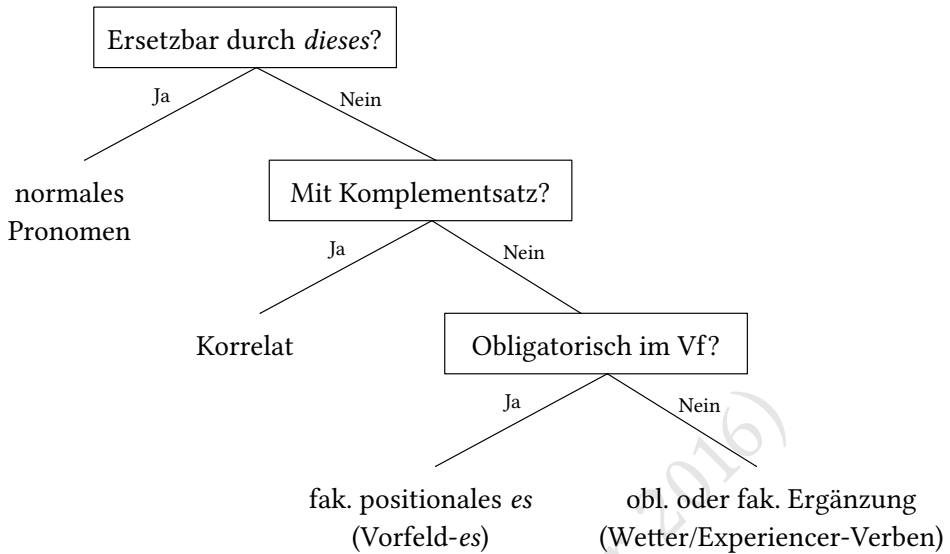 Ersetzbar durch dieses?
Ja
Nein
normales
Pronomen
Mit Komplementsatz?
Ja
Nein
Korrelat
Obligatorisch im Vf?
Ja
Nein
fak. positionales es
(Vorfeld-es)
obl. oder fak. Ergänzung
(Wetter/Experiencer-Verben)
2016)